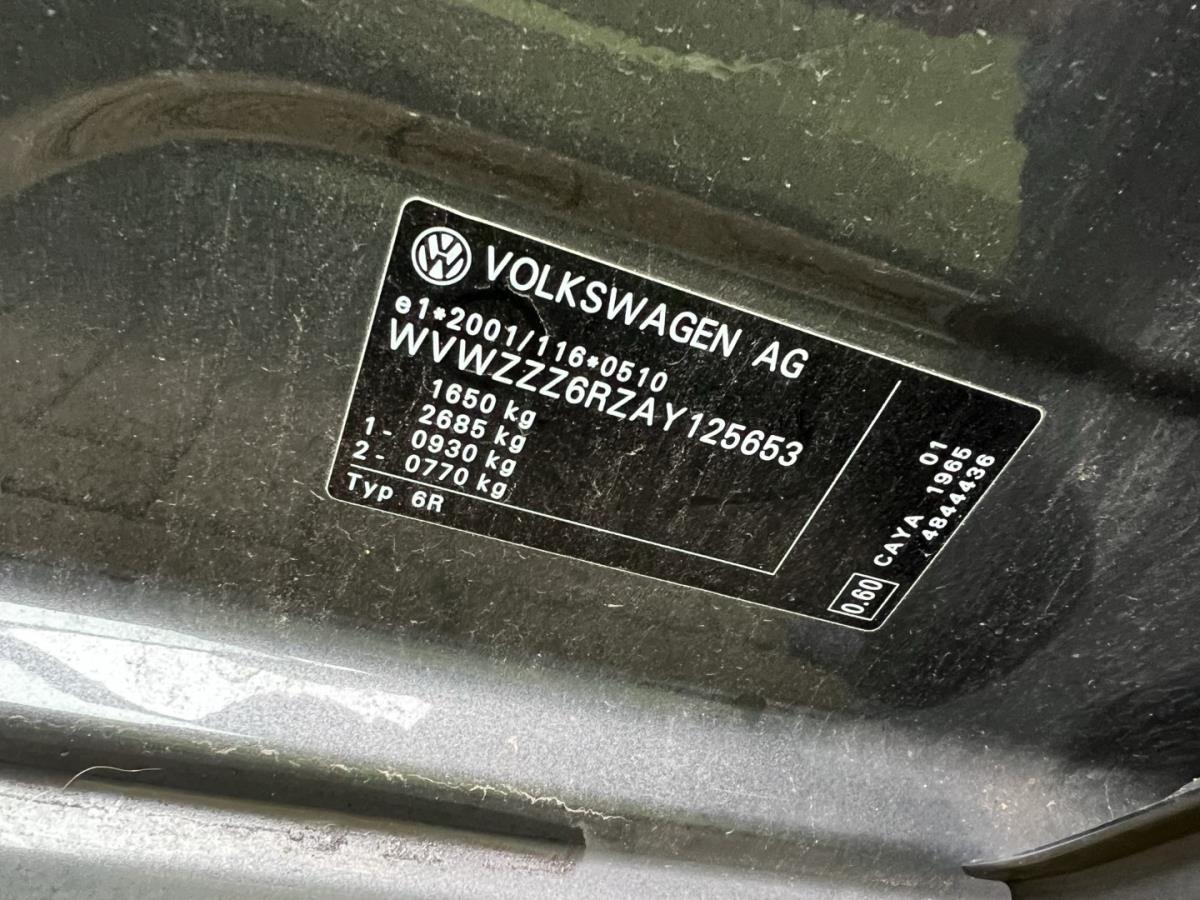 VOLKSWAGEN AG
e1*2001/116*0510
WVWZZZ6RZAY125653
1650 kg
2685 kg
1- 0930 kg
2- 0770 kg
Typ 6R
01
CAYA 1965
4844436
0.60